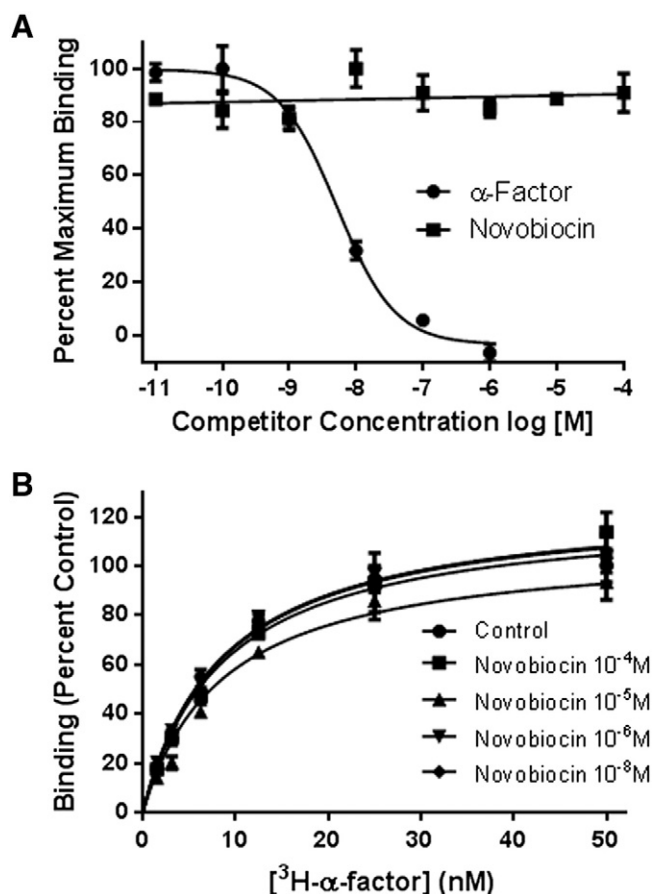 A
Percent Maximum Binding
100
80
60
40
20
0
α-Factor
Novobiocin
-11 -10 -9 -8 -7 -6 -5 -4
Competitor Concentration log [M]
B
Binding (Percent Control)
120
100
80
60
40
20
0
Control
Novobiocin 10⁻⁴M
Novobiocin 10⁻⁵M
Novobiocin 10⁻⁶M
Novobiocin 10⁻⁸M
0 10 20 30 40 50
[³H-α-factor] (nM)